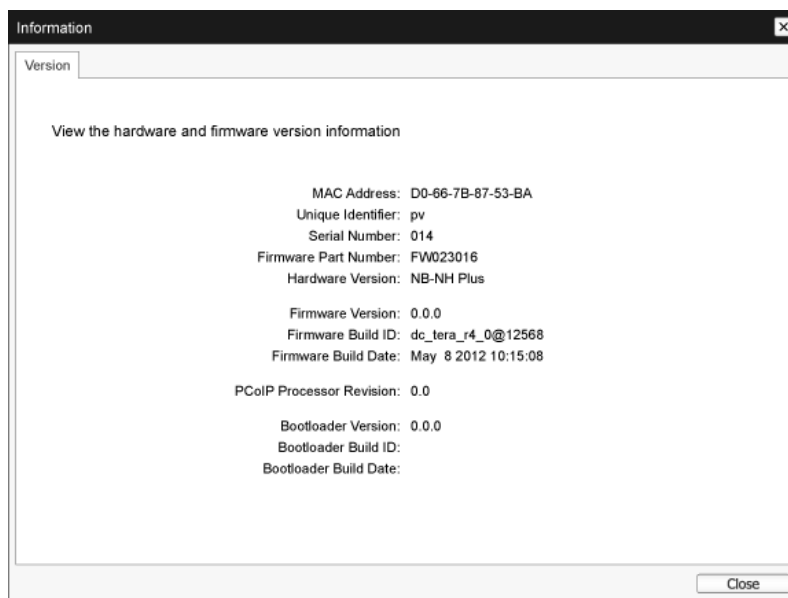 Information
Version
View the hardware and firmware version information
MAC Address: D0-66-7B-87-53-BA
Unique Identifier: pv
Serial Number: 014
Firmware Part Number: FW023016
Hardware Version: NB-NH Plus
Firmware Version: 0.0.0
Firmware Build ID: dc_tera_r4_0@12568
Firmware Build Date: May  8 2012 10:15:08
PCoIP Processor Revision: 0.0
Bootloader Version: 0.0.0
Bootloader Build ID:
Bootloader Build Date:
Close